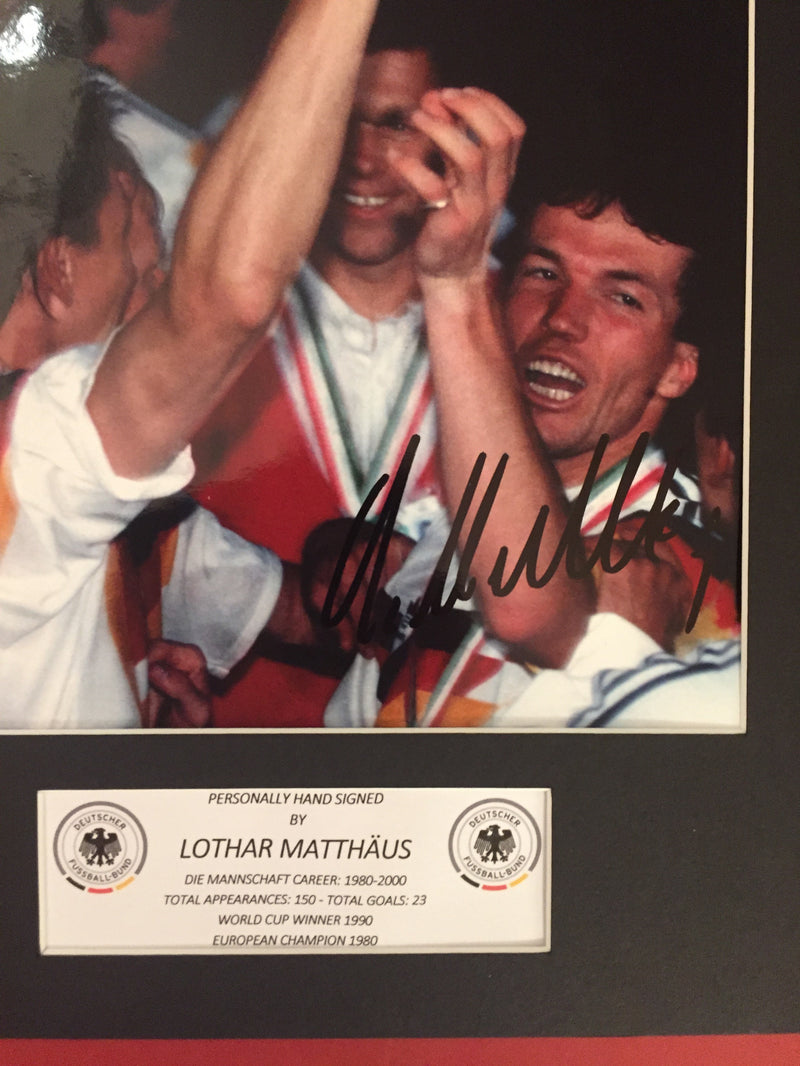 PERSONALLY HAND SIGNED
BY
LOTHAR MATTHÄUS
DIE MANNSCHAFT CAREER: 1980-2000
TOTAL APPEARANCES: 150 - TOTAL GOALS: 23
WORLD CUP WINNER 1990
EUROPEAN CHAMPION 1980
DEUTSCHER
FUSSBALL-BUND
DEUTSCHER
FUSSBALL-BUND